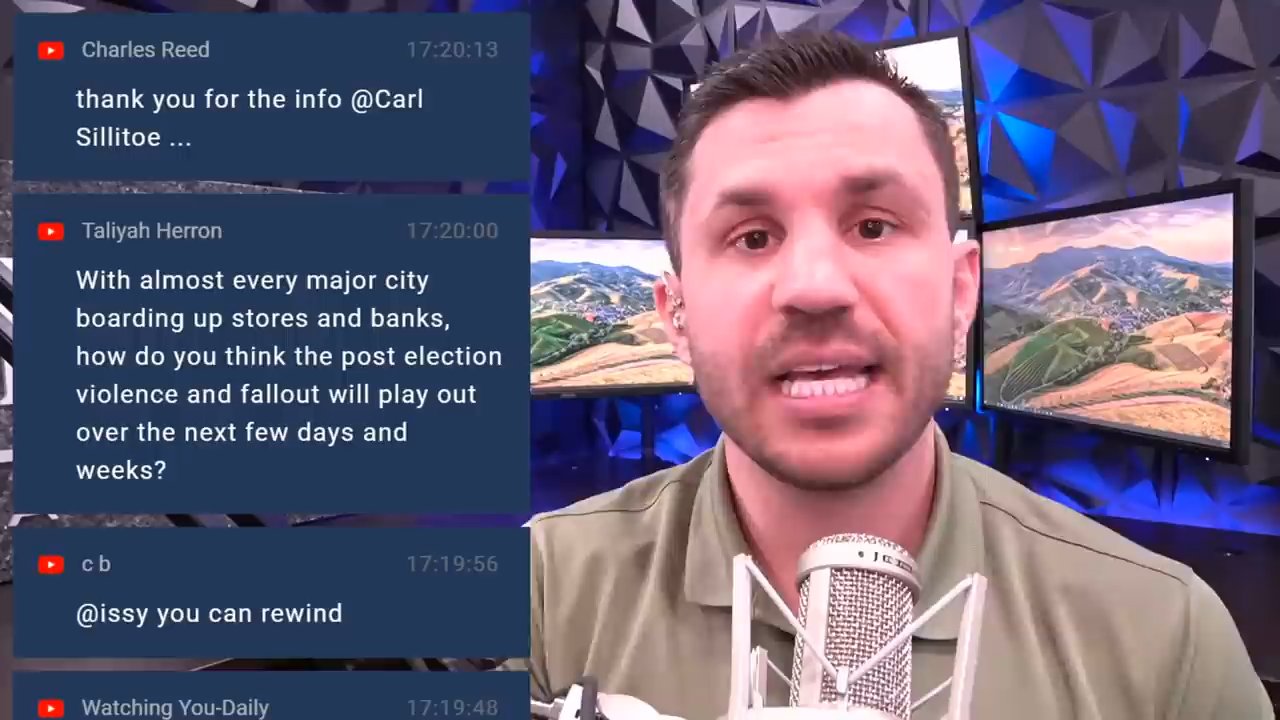 Charles Reed 17:20:13
thank you for the info @Carl
Sillitoe ...
Taliyah Herron 17:20:00
With almost every major city
boarding up stores and banks,
how do you think the post election
violence and fallout will play out
over the next few days and
weeks?
c b 17:19:56
@issy you can rewind
Watching You-Daily 17:19:48